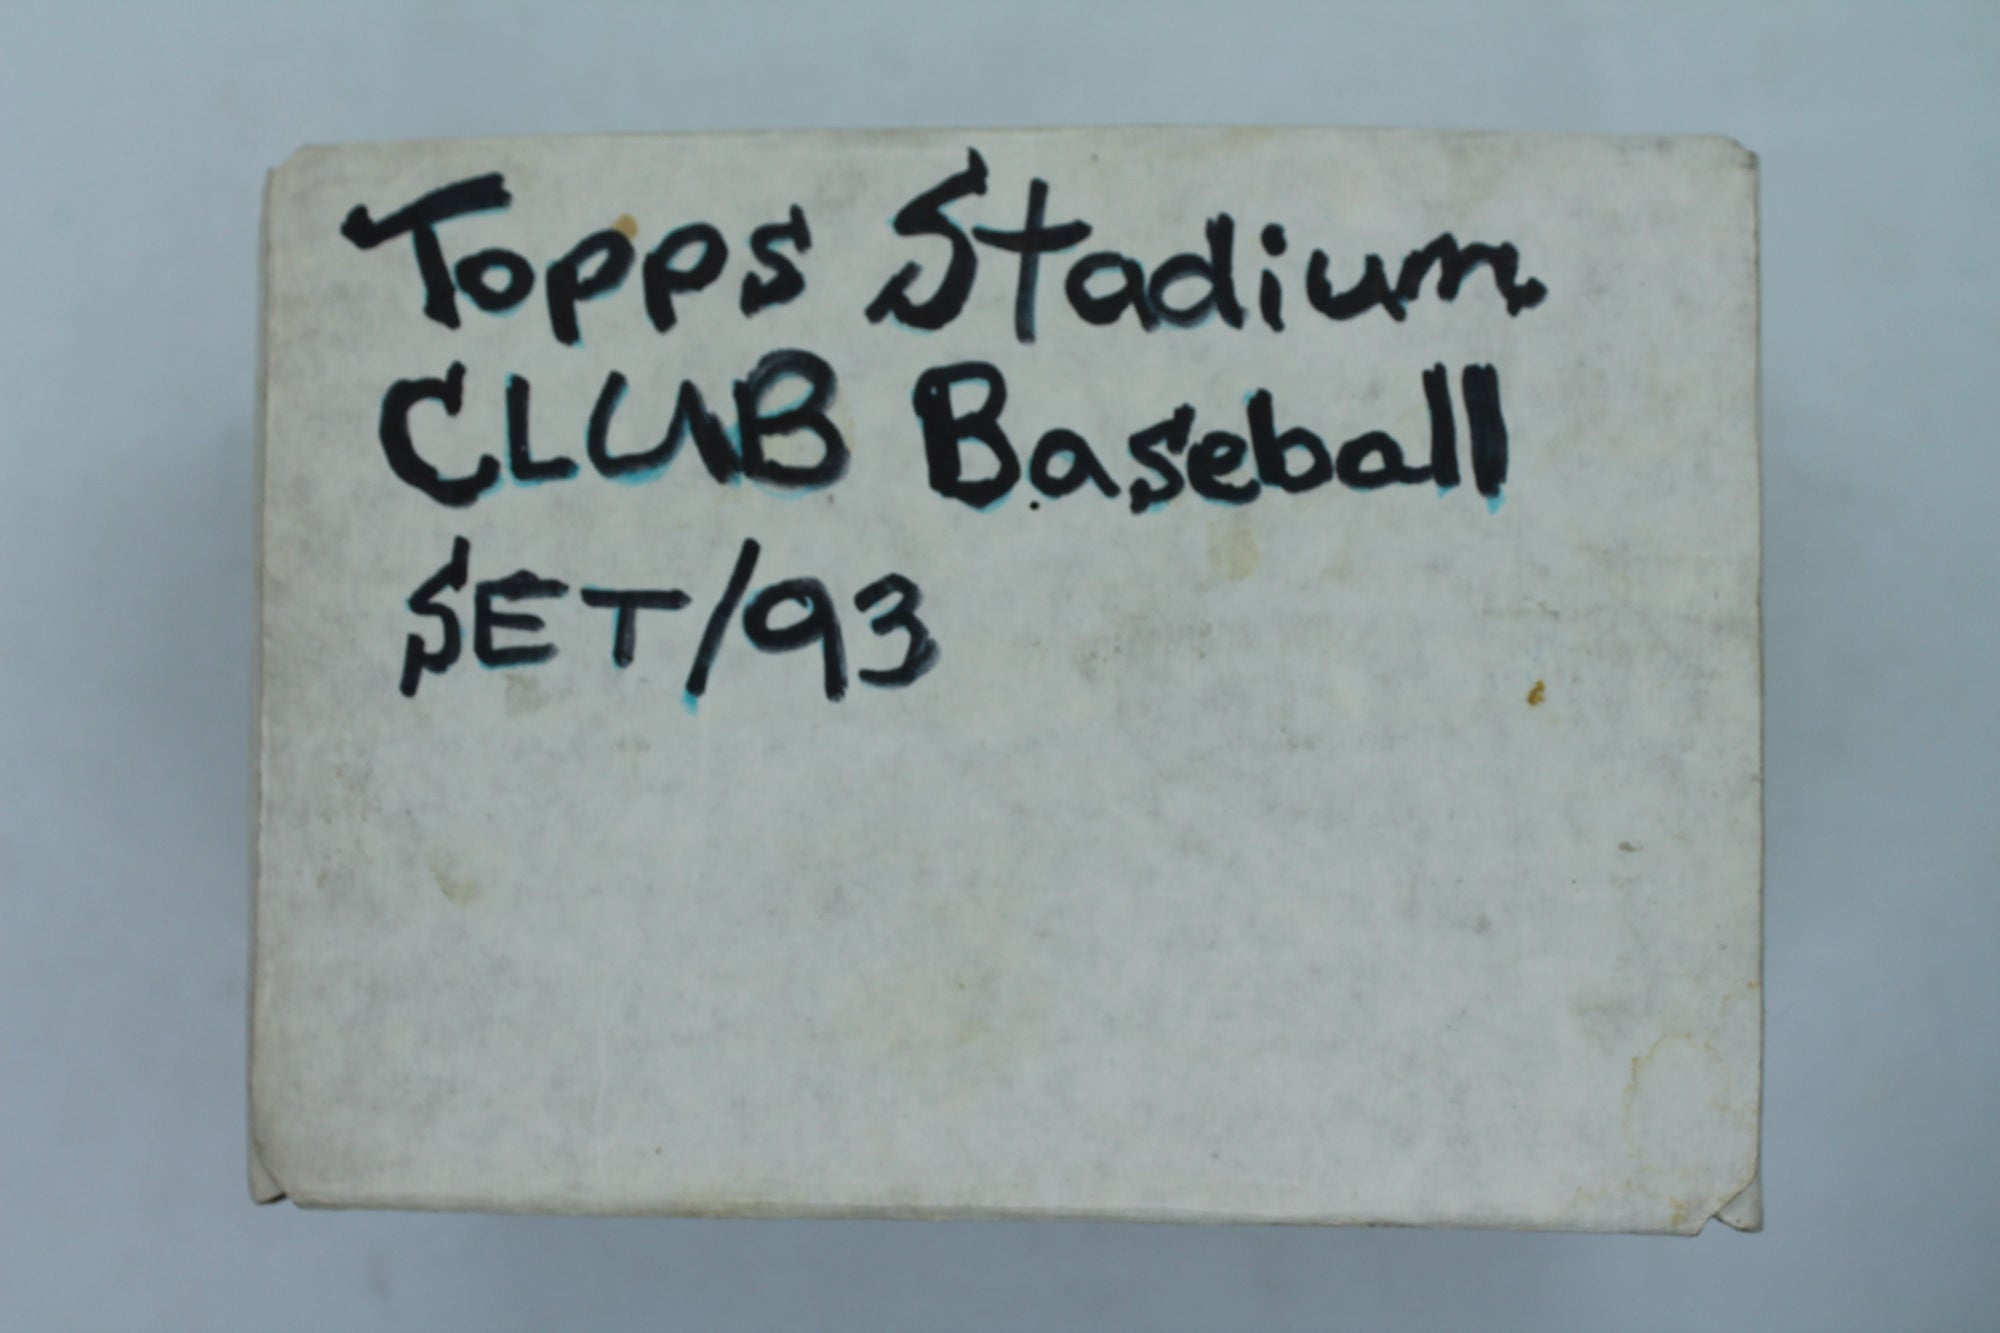 Topps Stadium
CLUB Baseball
SET/93